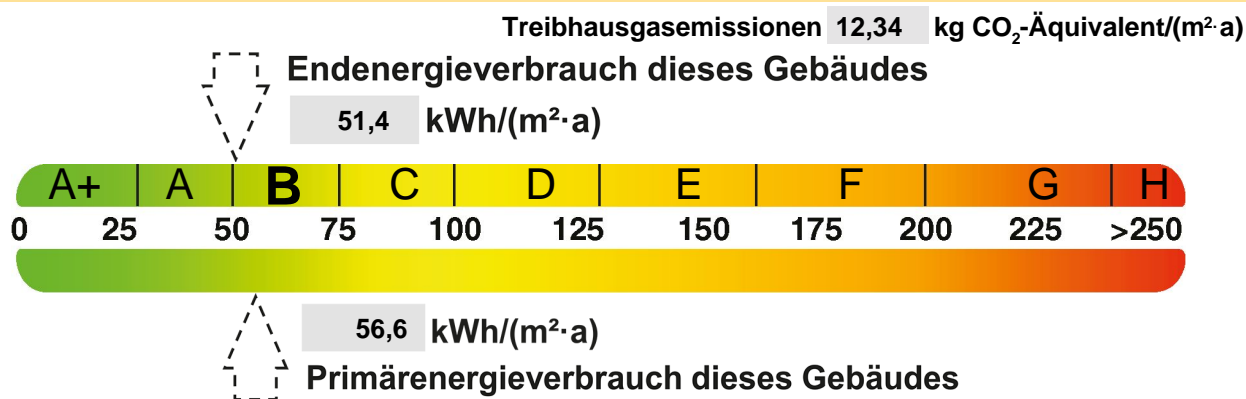 Treibhausgasemissionen 12,34 kg CO₂-Äquivalent/(m²·a)
Endenergieverbrauch dieses Gebäudes
51,4 kWh/(m²·a)
A+ A B C D E F G H
0 25 50 75 100 125 150 175 200 225 >250
56,6 kWh/(m²·a)
Primärenergieverbrauch dieses Gebäudes